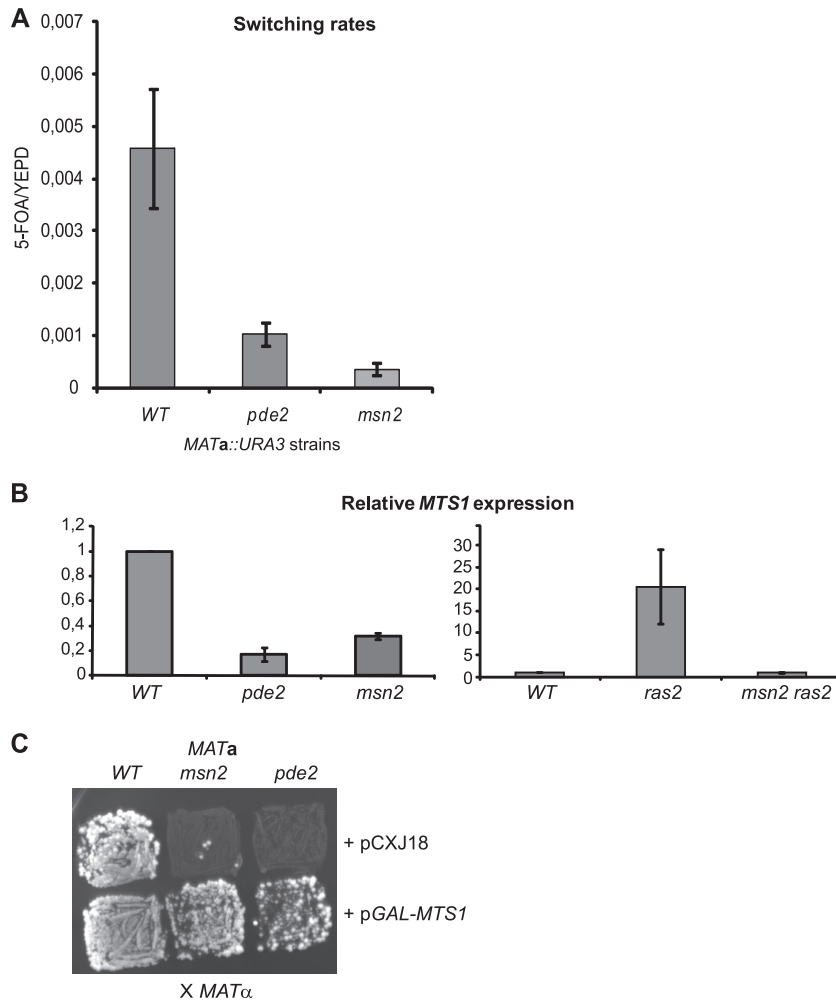 A
Switching rates
0,007
0,006
0,005
0,004
0,003
0,002
0,001
0
5-FOA/YEPD
WT pde2 msn2
MATa::URA3 strains
B
Relative MTS1 expression
1,2
1
0,8
0,6
0,4
0,2
0
WT pde2 msn2
30
25
20
15
10
5
0
WT ras2 msn2 ras2
C
MATa
WT msn2 pde2
+ pCXJ18
+ pGAL-MTS1
X MATα